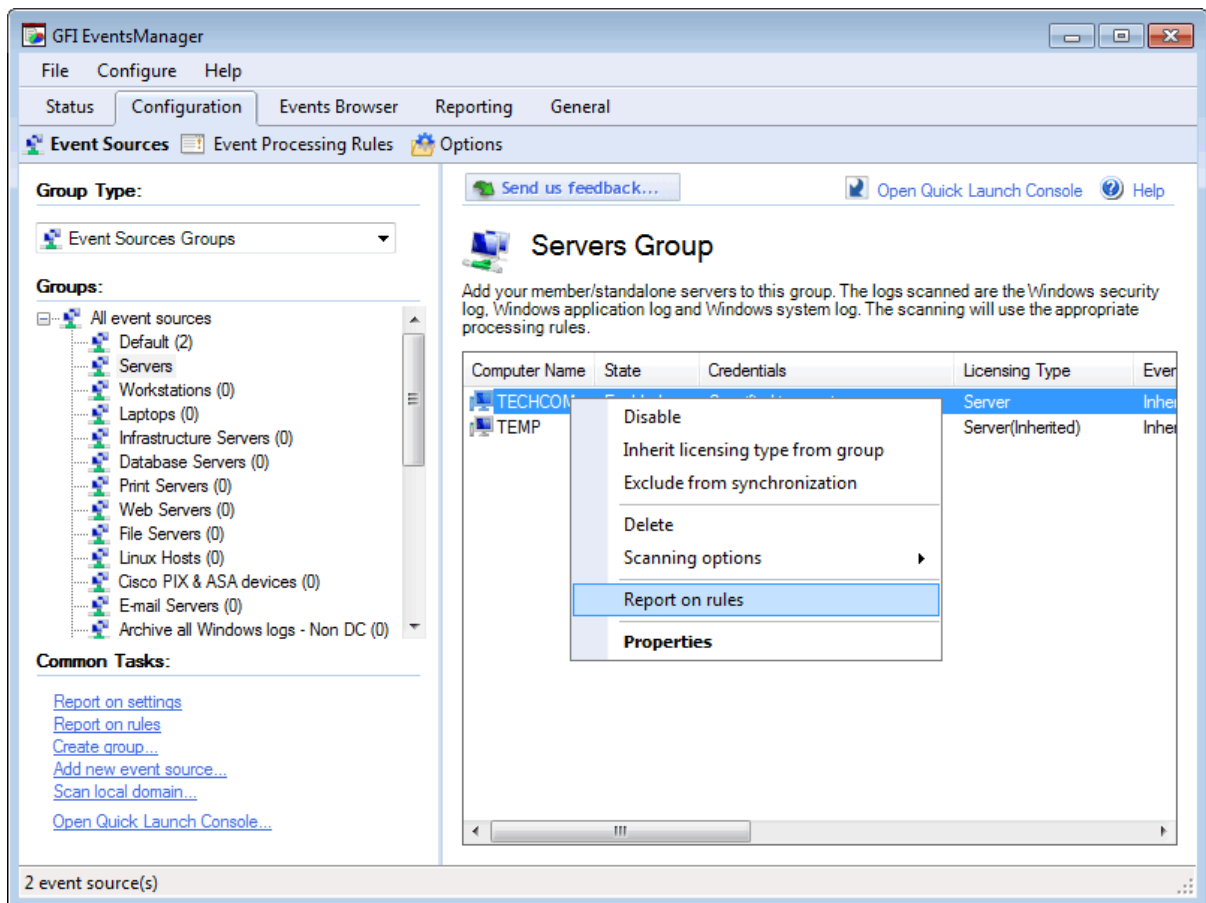 GFI EventsManager
File Configure Help
Status Configuration Events Browser Reporting General
Event Sources Event Processing Rules Options
Group Type:
Event Sources Groups
Groups:
All event sources
Default (2)
Servers
Workstations (0)
Laptops (0)
Infrastructure Servers (0)
Database Servers (0)
Print Servers (0)
Web Servers (0)
File Servers (0)
Linux Hosts (0)
Cisco PIX & ASA devices (0)
E-mail Servers (0)
Archive all Windows logs - Non DC (0)
Common Tasks:
Report on settings
Report on rules
Create group...
Add new event source...
Scan local domain...
Open Quick Launch Console...
Send us feedback... Open Quick Launch Console Help
Servers Group
Add your member/standalone servers to this group. The logs scanned are the Windows security
log, Windows application log and Windows system log. The scanning will use the appropriate
processing rules.
Computer Name State Credentials Licensing Type Even
TECHCOM Server Inher
TEMP Server(Inherited) Inher
Disable
Inherit licensing type from group
Exclude from synchronization
Delete
Scanning options
Report on rules
Properties
2 event source(s)